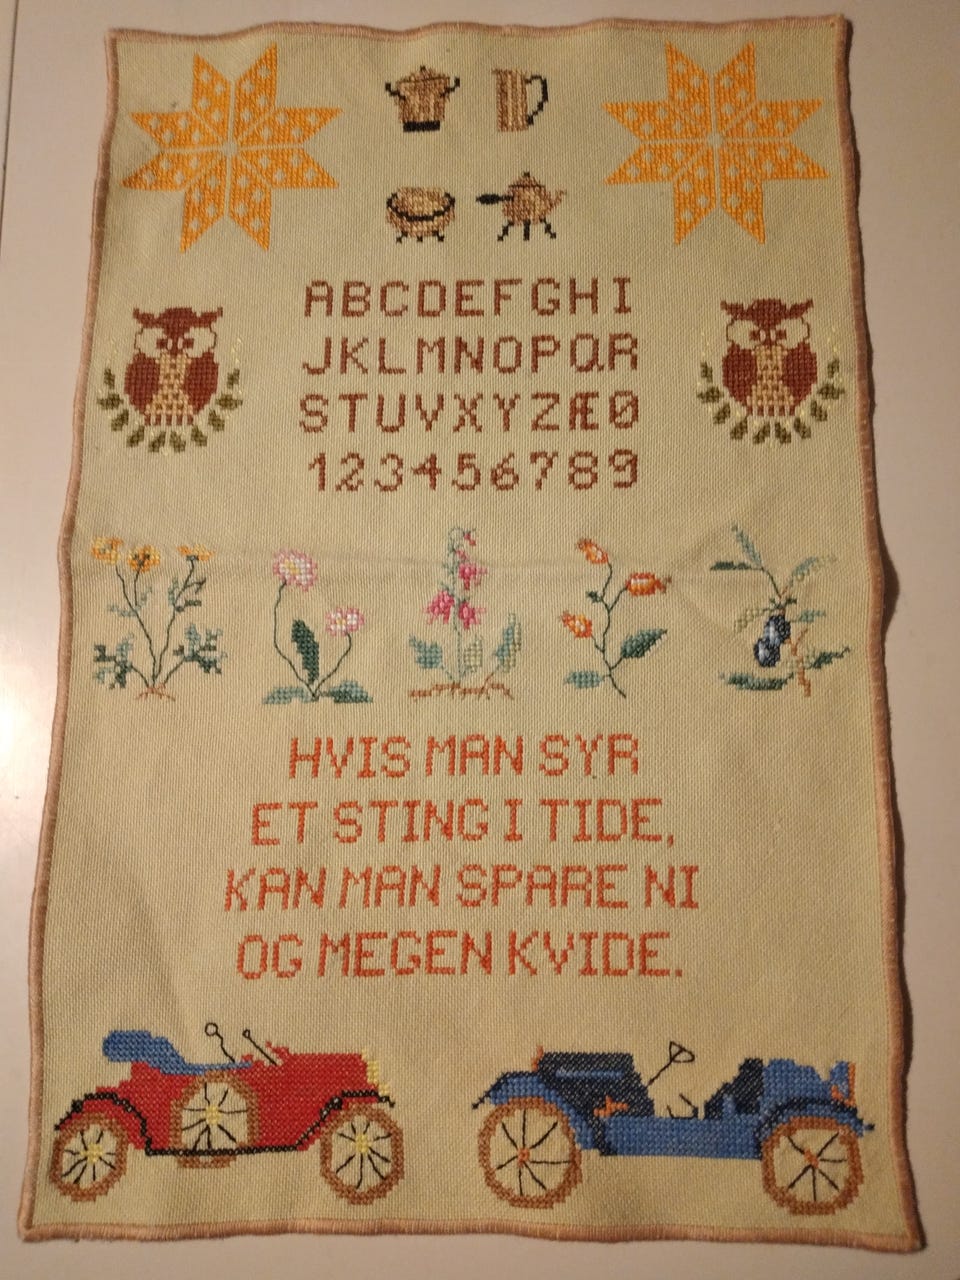 ABCDEFGHI
JKLMNOPQR
STUVXYZÆØ
123456789
HVIS MAN SYR
ET STING I TIDE,
KAN MAN SPARE NI
OG MEGEN KVIDE.